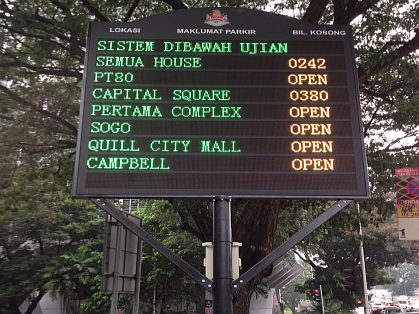 LOKASI MAKLUMAT PARKIR BIL. KOSONG
SISTEM DIBAWAH UJIAN
SEMUA HOUSE 0242
PT80 OPEN
CAPITAL SQUARE 0380
PERTAMA COMPLEX OPEN
SOGO OPEN
QUILL CITY MALL OPEN
CAMPBELL OPEN